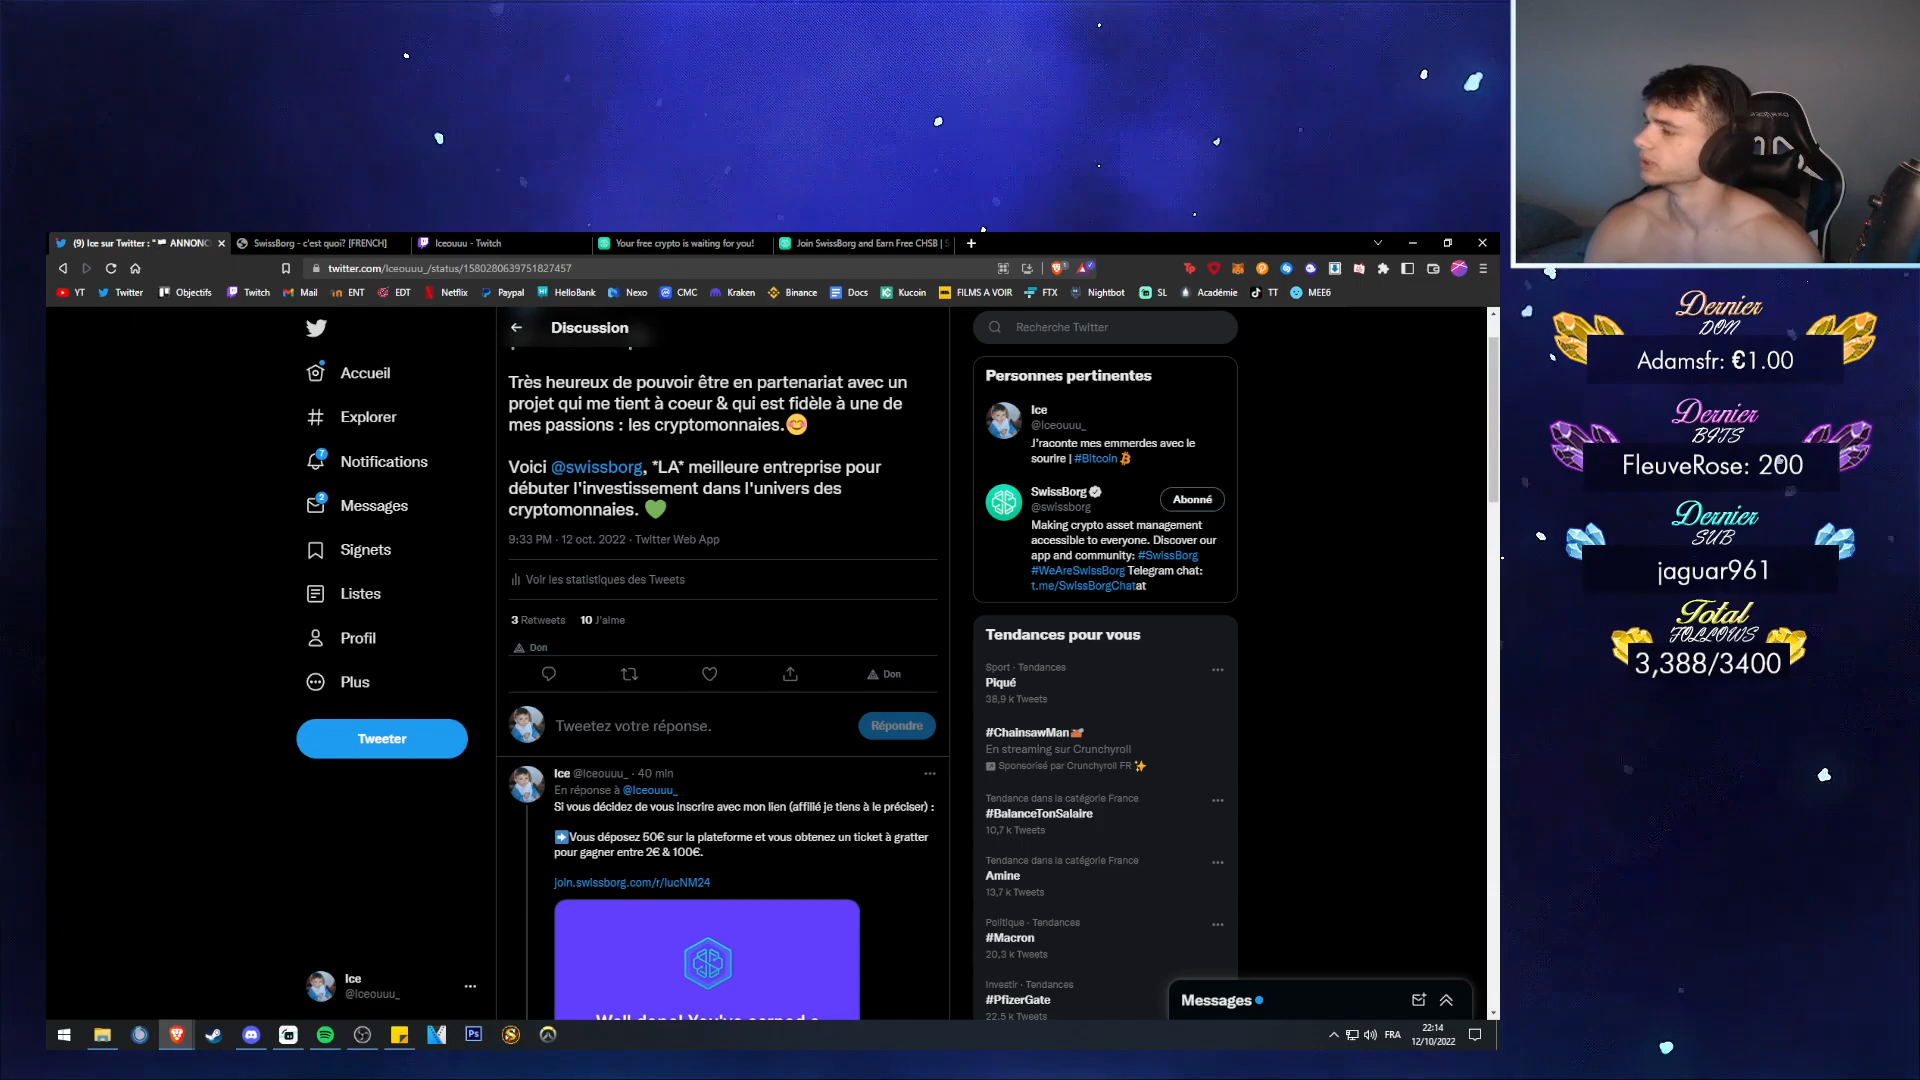 (9) Ice sur Twitter : "🏴 ANNONC
SwissBorg - c'est quoi? [FRENCH]
Iceouuu - Twitch
Your free crypto is waiting for you!
Join SwissBorg and Earn Free CHSB | S
twitter.com/Iceouuu_/status/1580280639751827457
YT
Twitter
Objectifs
Twitch
Mail
ENT
EDT
Netflix
Paypal
HelloBank
Nexo
CMC
Kraken
Binance
Docs
Kucoin
FILMS A VOIR
FTX
Nightbot
SL
Académie
TT
MEE6
Accueil
Explorer
7
Notifications
2
Messages
Signets
Listes
Profil
Plus
Tweeter
Ice
@Iceouuu_
Discussion
Très heureux de pouvoir être en partenariat avec un
projet qui me tient à coeur & qui est fidèle à une de
mes passions : les cryptomonnaies.😊
Voici @swissborg, *LA* meilleure entreprise pour
débuter l'investissement dans l'univers des
cryptomonnaies. 💚
9:33 PM · 12 oct. 2022 · Twitter Web App
Voir les statistiques des Tweets
3 Retweets 10 J'aime
Don
Don
Tweetez votre réponse.
Répondre
Ice @Iceouuu_ · 40 min
En réponse à @Iceouuu_
Si vous décidez de vous inscrire avec mon lien (affilié je tiens à le préciser) :
➡️Vous déposez 50€ sur la plateforme et vous obtenez un ticket à gratter
pour gagner entre 2€ & 100€.
join.swissborg.com/r/lucNM24
Well done! You've earned a
Recherche Twitter
Personnes pertinentes
Ice
@Iceouuu_
J'raconte mes emmerdes avec le
sourire | #Bitcoin
SwissBorg
@swissborg
Abonné
Making crypto asset management
accessible to everyone. Discover our
app and community: #SwissBorg
#WeAreSwissBorg Telegram chat:
t.me/SwissBorgChatat
Tendances pour vous
Sport · Tendances
Piqué
38,9 k Tweets
#ChainsawMan
En streaming sur Crunchyroll
Sponsorisé par Crunchyroll FR ✨
Tendance dans la catégorie France
#BalanceTonSalaire
10,7 k Tweets
Tendance dans la catégorie France
Amine
13,7 k Tweets
Politique · Tendances
#Macron
20,3 k Tweets
Investir · Tendances
#PfizerGate
22,5 k Tweets
Messages
FRA
22:14
12/10/2022
Dernier
DON
Adamsfr: €1.00
Dernier
BITS
FleuveRose: 200
Dernier
SUB
jaguar961
Total
FOLLOWS
3,388/3400